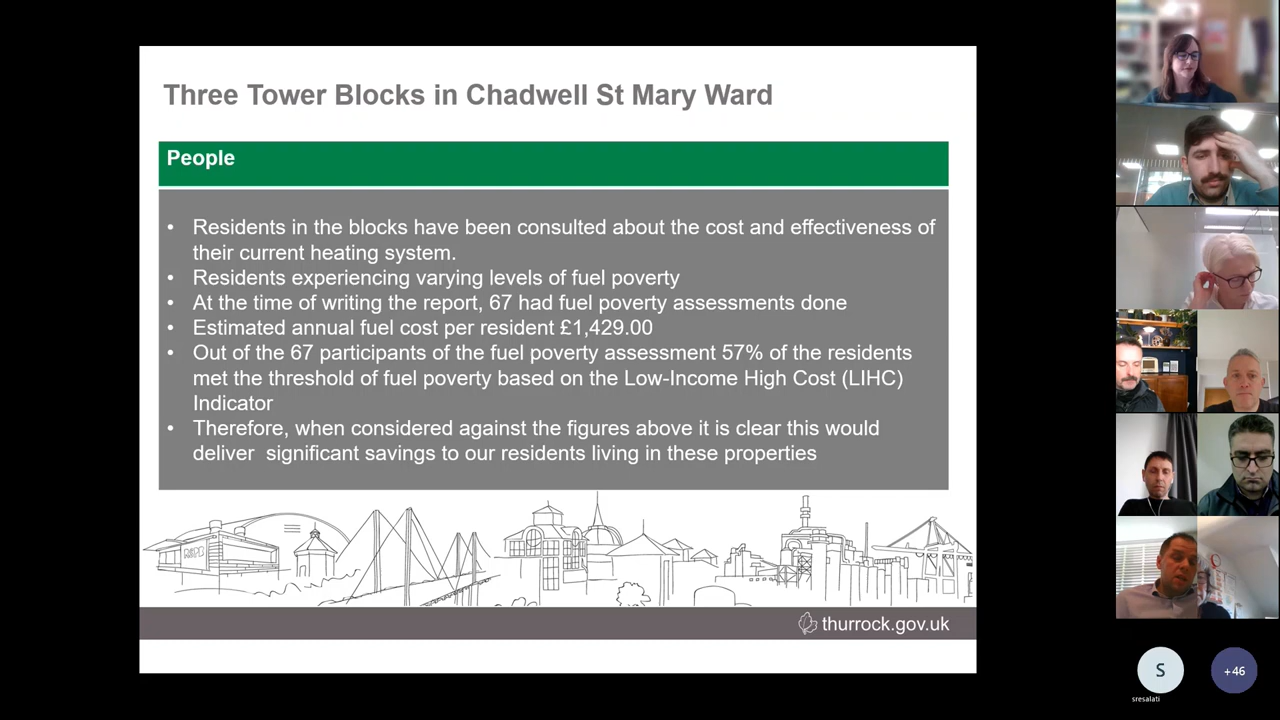 Three Tower Blocks in Chadwell St Mary Ward
People
• Residents in the blocks have been consulted about the cost and effectiveness of
their current heating system.
• Residents experiencing varying levels of fuel poverty
• At the time of writing the report, 67 had fuel poverty assessments done
• Estimated annual fuel cost per resident £1,429.00
• Out of the 67 participants of the fuel poverty assessment 57% of the residents
met the threshold of fuel poverty based on the Low-Income High Cost (LIHC)
Indicator
• Therefore, when considered against the figures above it is clear this would
deliver significant savings to our residents living in these properties
thurrock.gov.uk
S
sresalati
+46